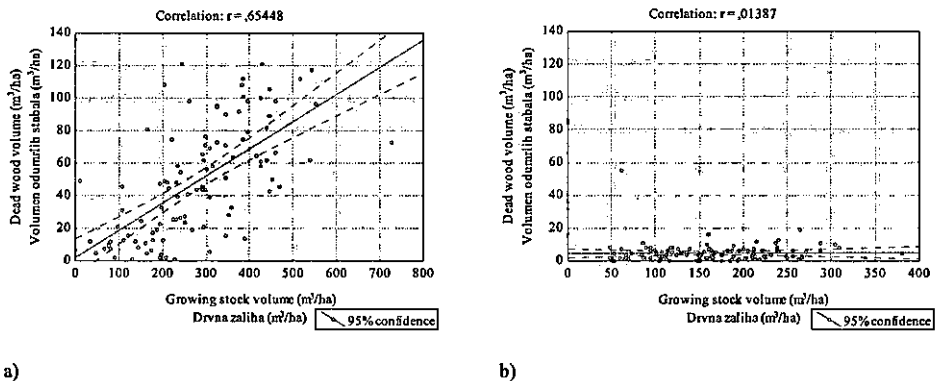 Correlation: r = ,65448
Dead wood volume (m³/ha)
Volumen odumrlih stabala (m³/ha)
140
120
100
80
60
40
20
0
0 100 200 300 400 500 600 700 800
Growing stock volume (m³/ha)
Drvna zaliha (m³/ha)
95% confidence
a)
Correlation: r = ,01387
Dead wood volume (m³/ha)
Volumen odumrlih stabala (m³/ha)
140
120
100
80
60
40
20
0
0 50 100 150 200 250 300 350 400
Growing stock volume (m³/ha)
Drvna zaliha (m³/ha)
95% confidence
b)